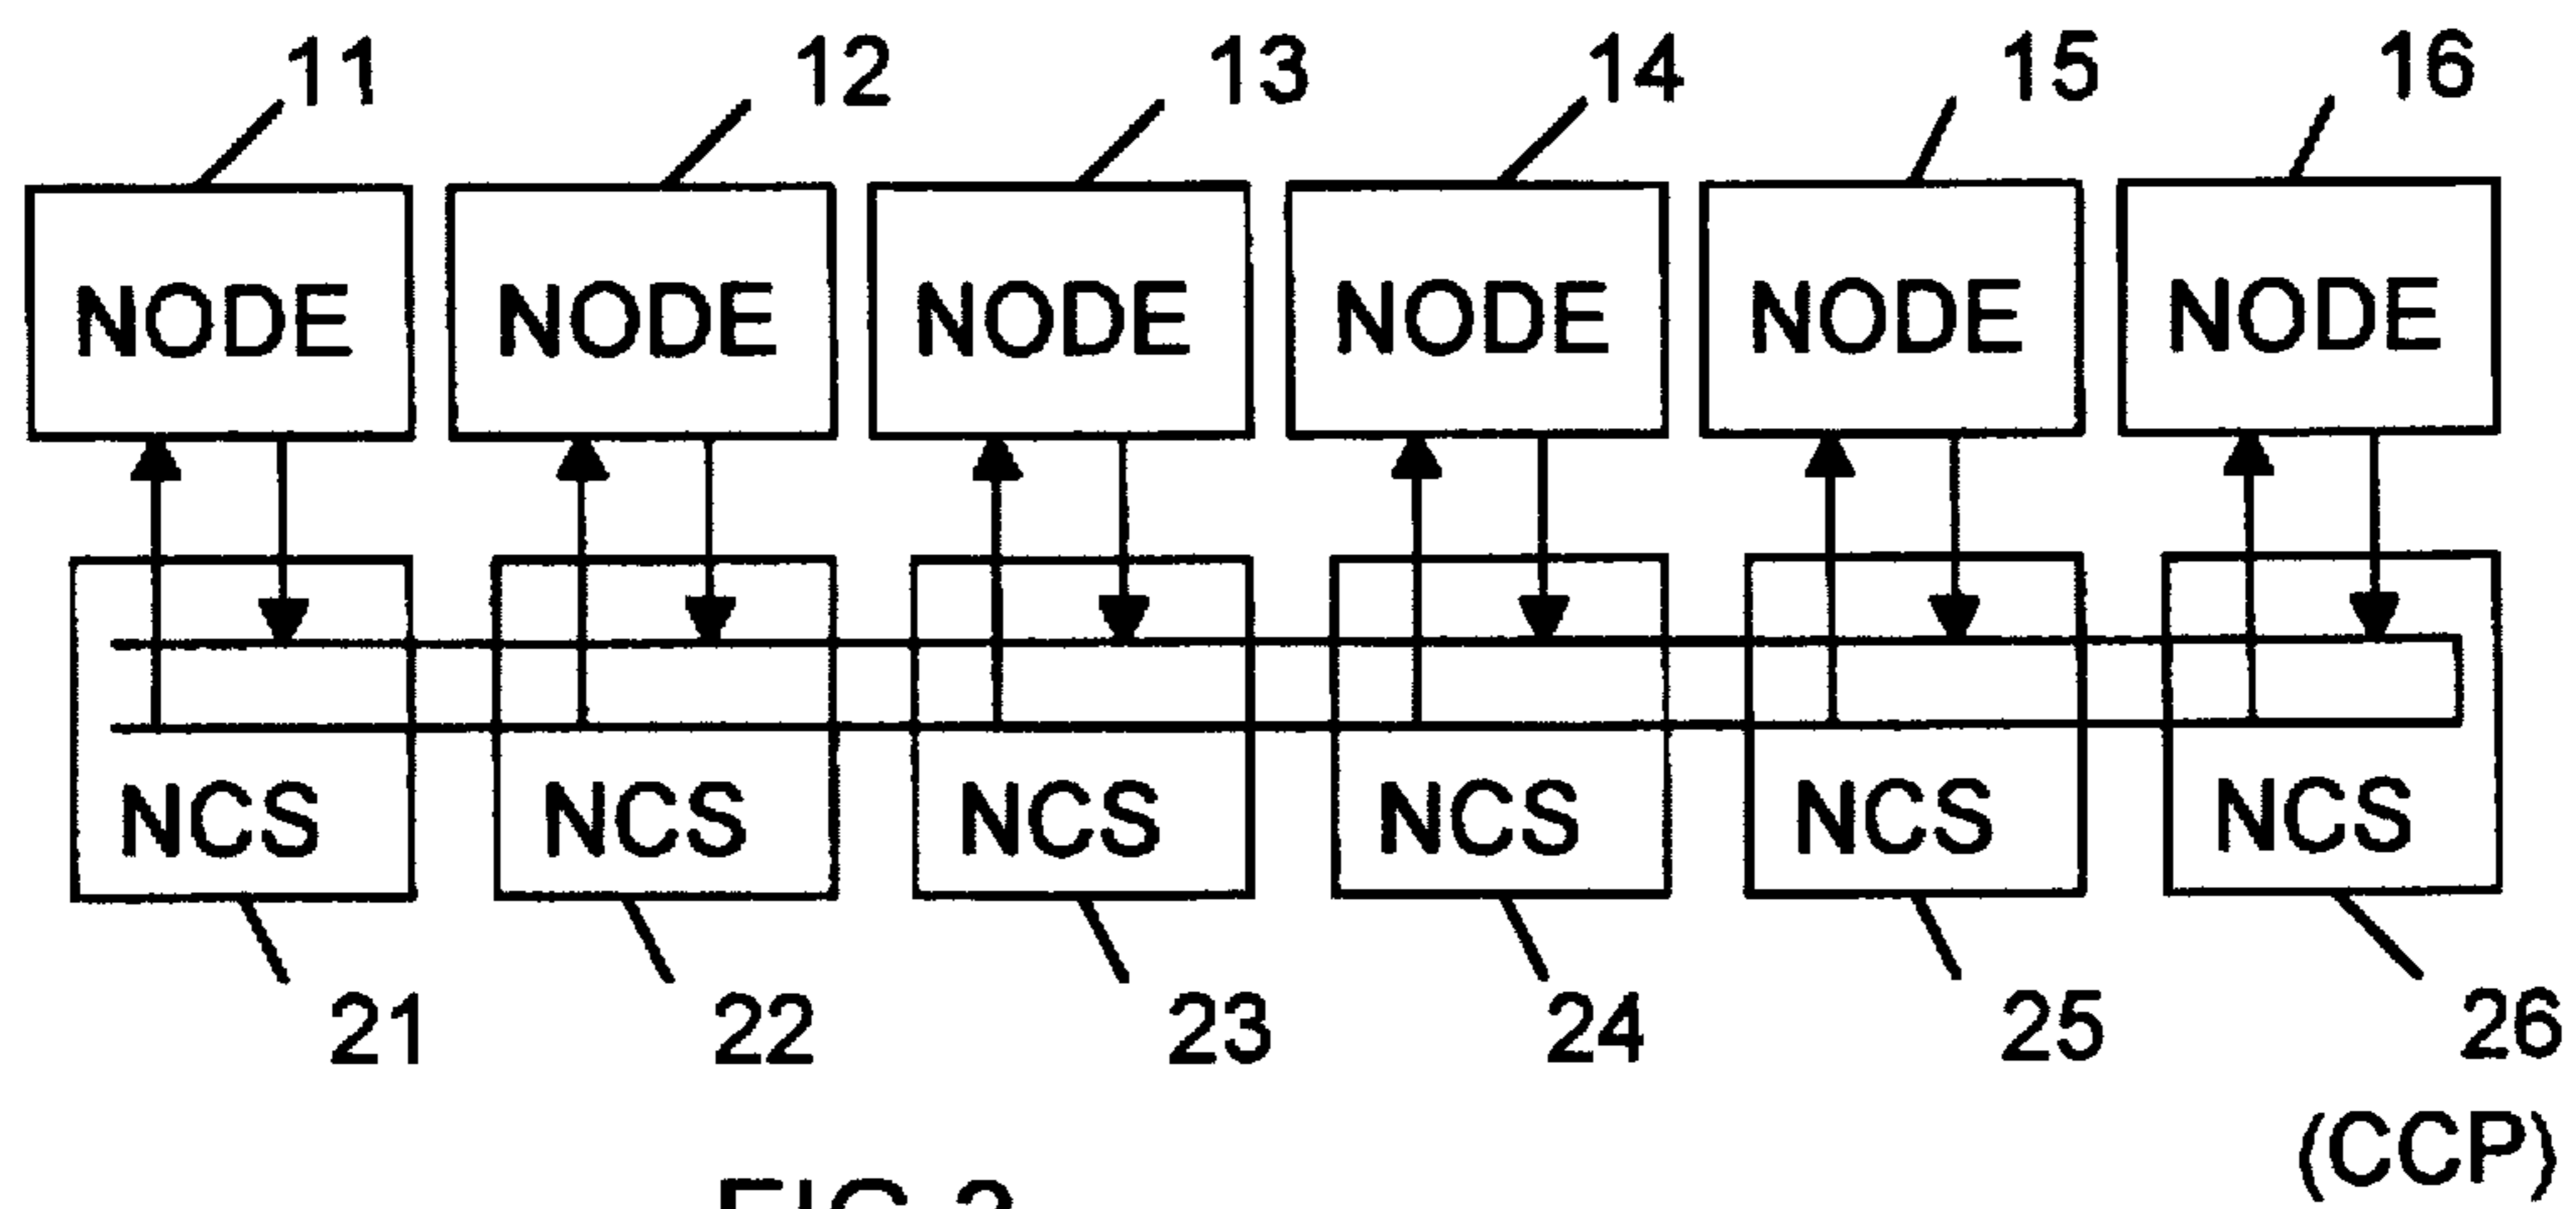 11 12 13 14 15 16
NODE NODE NODE NODE NODE NODE
NCS NCS NCS NCS NCS NCS
21 22 23 24 25 26
(CCP)